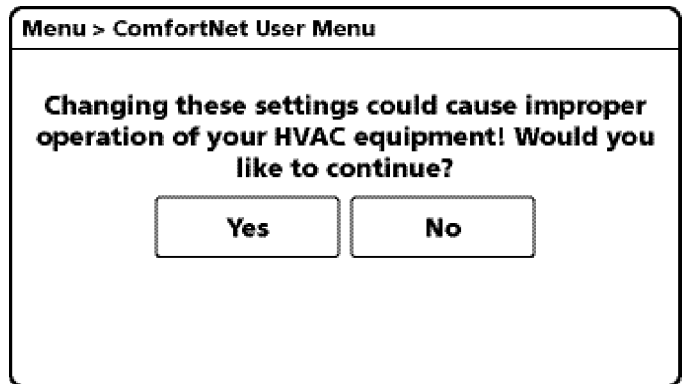 Menu > ComfortNet User Menu
Changing these settings could cause improper
operation of your HVAC equipment! Would you
like to continue?
Yes No